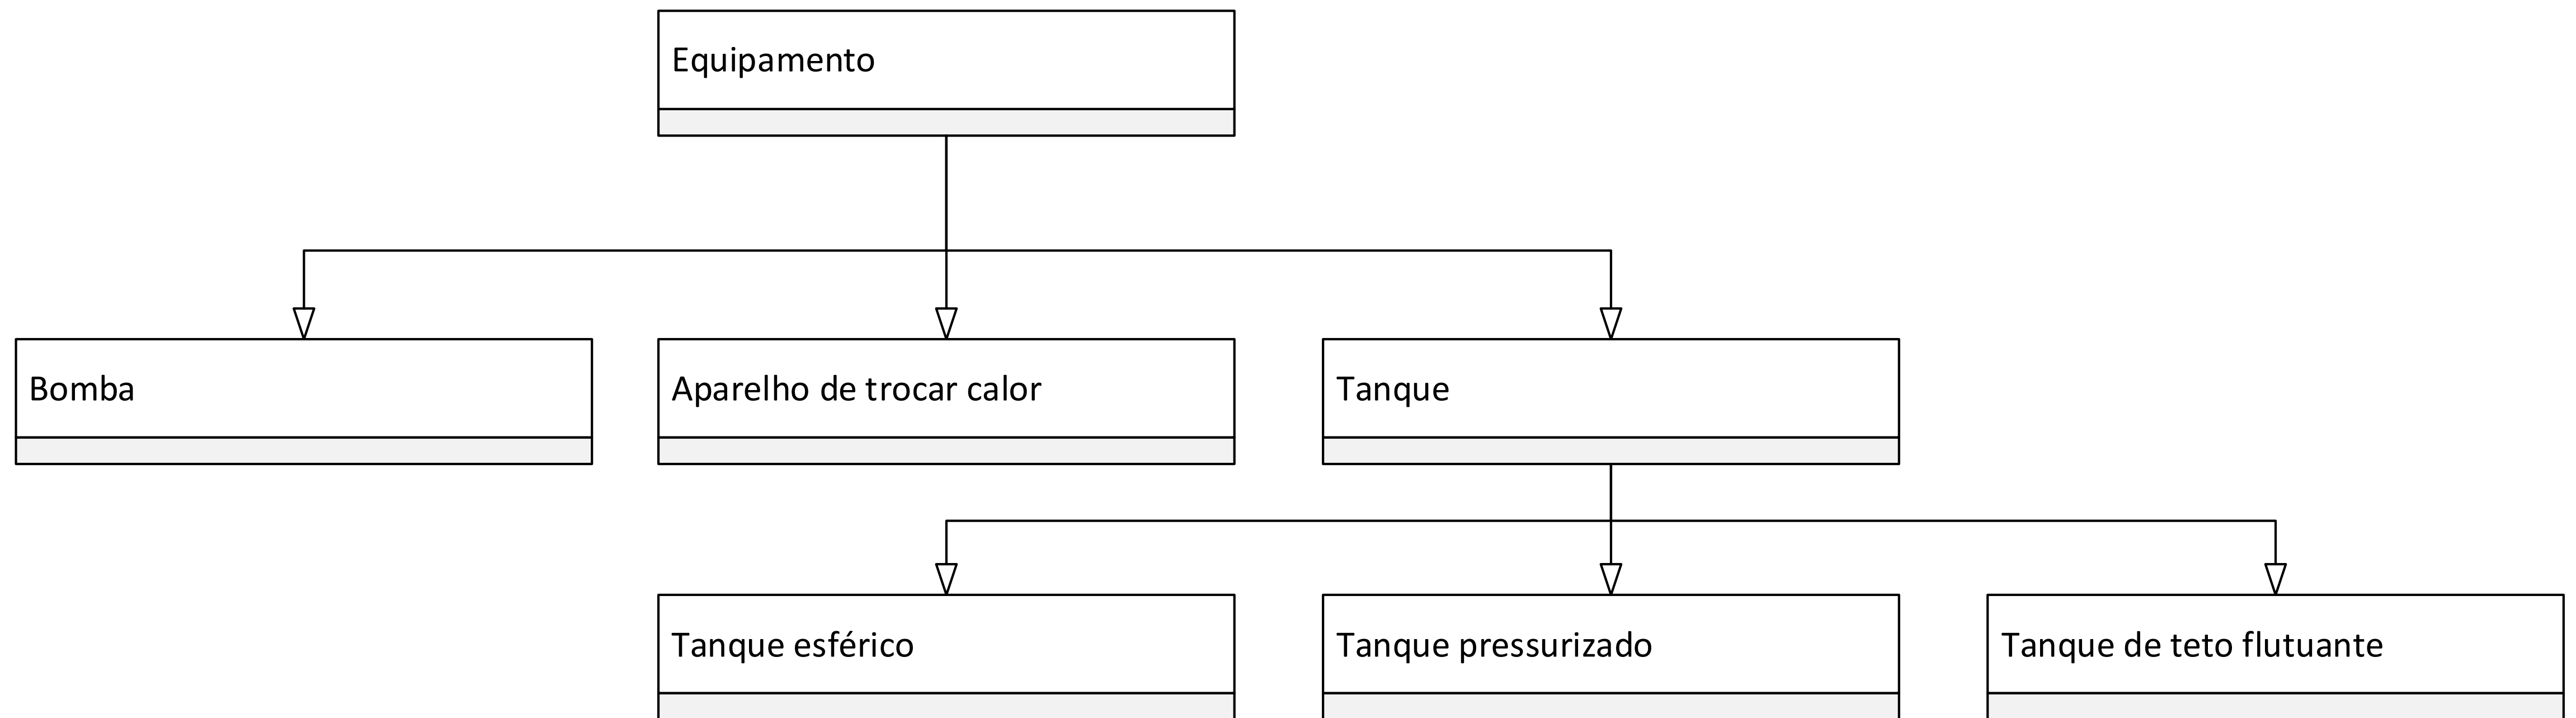 Equipamento
Bomba
Aparelho de trocar calor
Tanque
Tanque esférico
Tanque pressurizado
Tanque de teto flutuante